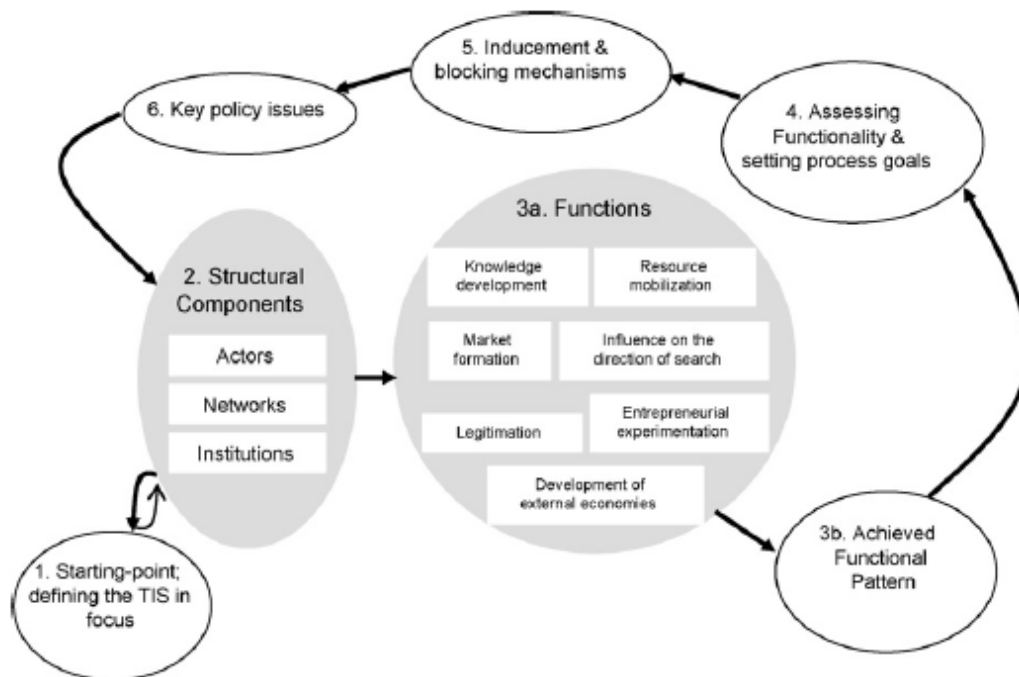 1. Starting-point;
defining the TIS in
focus
2. Structural
Components
Actors
Networks
Institutions
3a. Functions
Knowledge
development
Resource
mobilization
Market
formation
Influence on the
direction of search
Legitimation
Entrepreneurial
experimentation
Development of
external economies
3b. Achieved
Functional
Pattern
4. Assessing
Functionality &
setting process goals
5. Inducement &
blocking mechanisms
6. Key policy issues